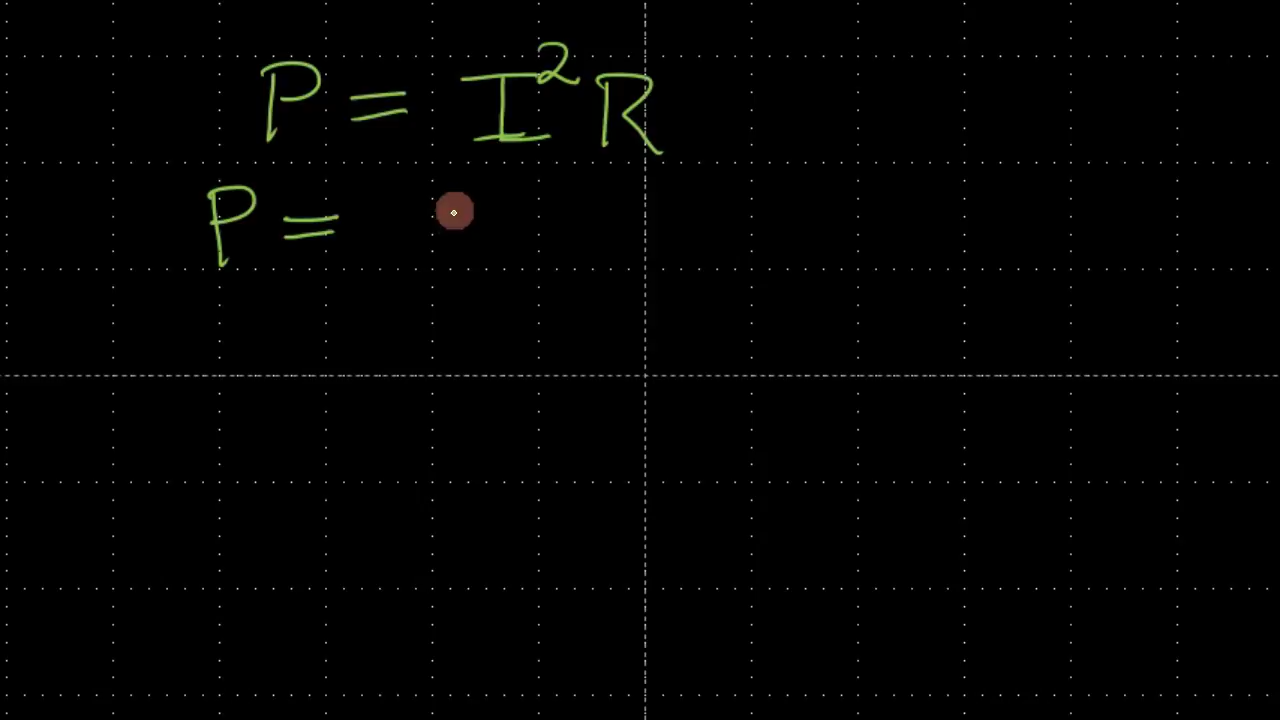 P = I²R
P =